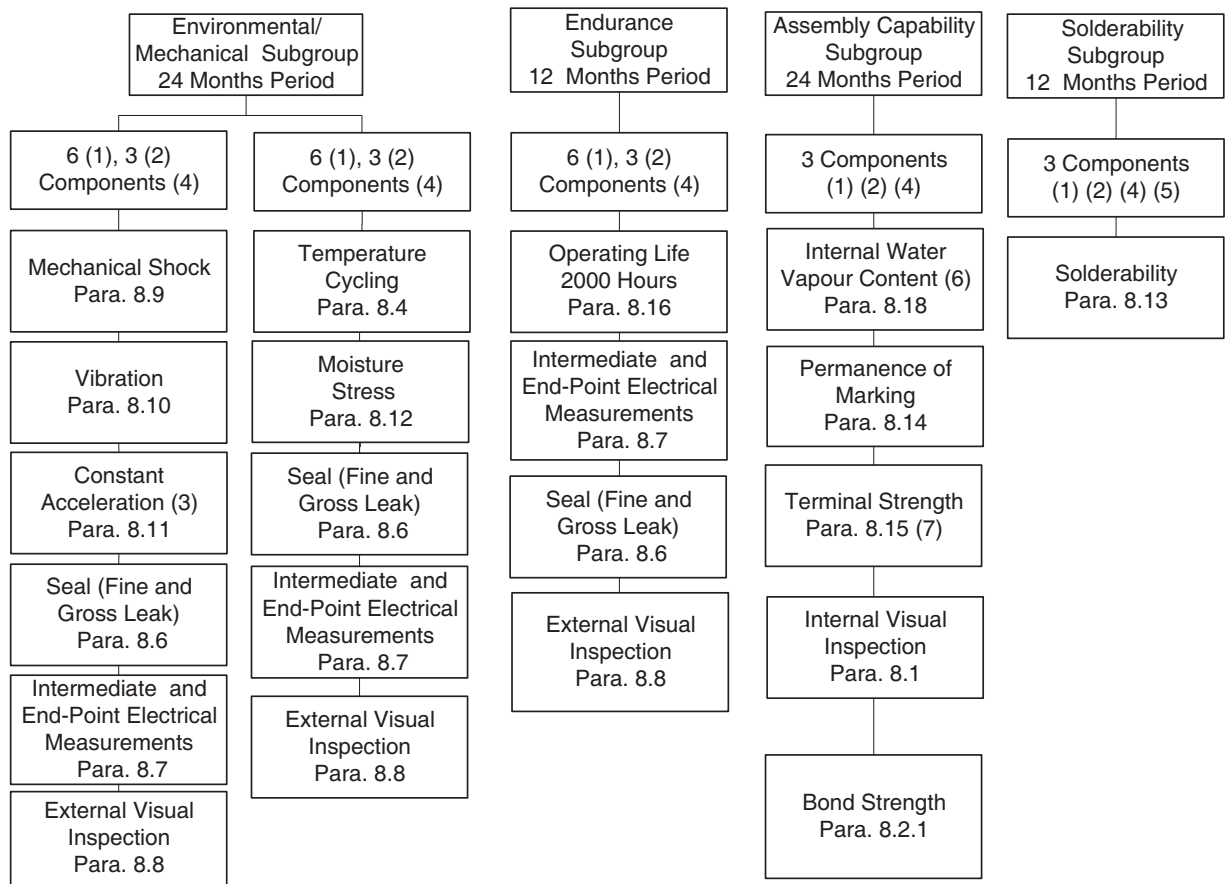 Environmental/
Mechanical Subgroup
24 Months Period
6 (1), 3 (2)
Components (4)
Mechanical Shock
Para. 8.9
Vibration
Para. 8.10
Constant
Acceleration (3)
Para. 8.11
Seal (Fine and
Gross Leak)
Para. 8.6
Intermediate and
End-Point Electrical
Measurements
Para. 8.7
External Visual
Inspection
Para. 8.8
6 (1), 3 (2)
Components (4)
Temperature
Cycling
Para. 8.4
Moisture
Stress
Para. 8.12
Seal (Fine and
Gross Leak)
Para. 8.6
Intermediate and
End-Point Electrical
Measurements
Para. 8.7
External Visual
Inspection
Para. 8.8
Endurance
Subgroup
12 Months Period
6 (1), 3 (2)
Components (4)
Operating Life
2000 Hours
Para. 8.16
Intermediate and
End-Point Electrical
Measurements
Para. 8.7
Seal (Fine and
Gross Leak)
Para. 8.6
External Visual
Inspection
Para. 8.8
Assembly Capability
Subgroup
24 Months Period
3 Components
(1) (2) (4)
Internal Water
Vapour Content (6)
Para. 8.18
Permanence of
Marking
Para. 8.14
Terminal Strength
Para. 8.15 (7)
Internal Visual
Inspection
Para. 8.1
Bond Strength
Para. 8.2.1
Solderability
Subgroup
12 Months Period
3 Components
(1) (2) (4) (5)
Solderability
Para. 8.13